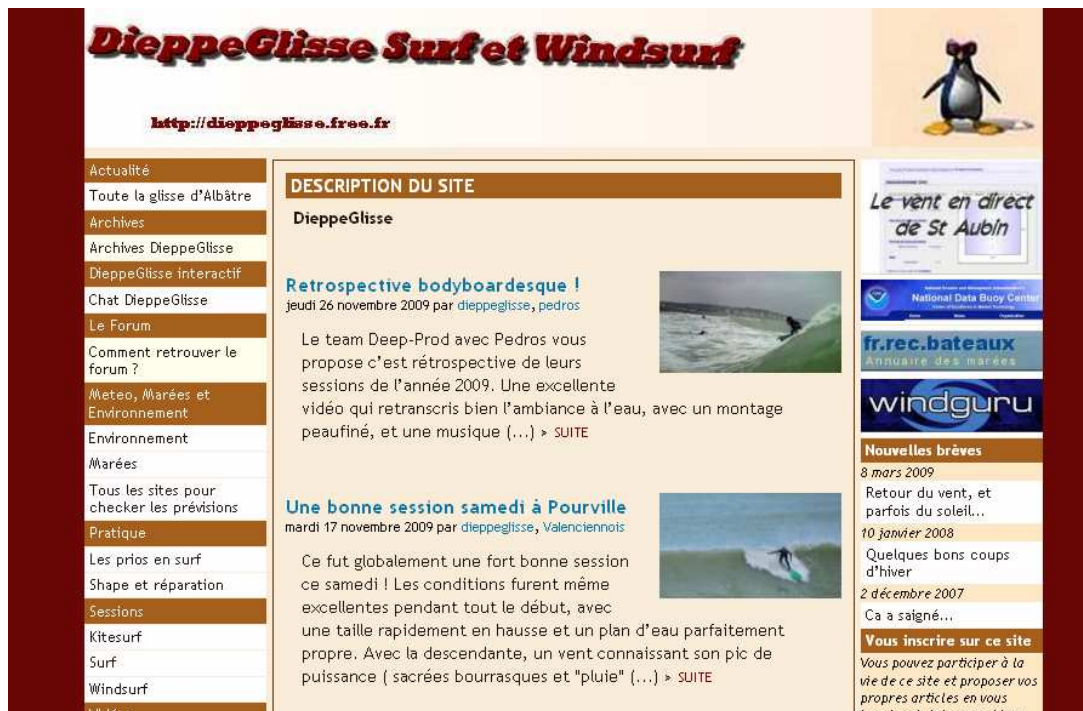 DieppeGlisse Surf et Windsurf
http://dieppeglisse.free.fr
Actualité
Toute la glisse d'Albâtre
Archives
Archives DieppeGlisse
DieppeGlisse interactif
Chat DieppeGlisse
Le Forum
Comment retrouver le
forum ?
Meteo, Marées et
Environnement
Environnement
Marées
Tous les sites pour
checker les prévisions
Pratique
Les prios en surf
Shape et réparation
Sessions
Kitesurf
Surf
Windsurf
DESCRIPTION DU SITE
DieppeGlisse
Retrospective bodyboardesque !
jeudi 26 novembre 2009 par dieppeglisse, pedros
Le team Deep-Prod avec Pedros vous
propose c'est rétrospective de leurs
sessions de l'année 2009. Une excellente
vidéo qui retranscris bien l'ambiance à l'eau, avec un montage
peaufiné, et une musique (...) > SUITE
Une bonne session samedi à Pourville
mardi 17 novembre 2009 par dieppeglisse, Valenciennois
Ce fut globalement une fort bonne session
ce samedi ! Les conditions furent même
excellentes pendant tout le début, avec
une taille rapidement en hausse et un plan d'eau parfaitement
propre. Avec la descendante, un vent connaissant son pic de
puissance ( sacrées bourrasques et "pluie" (...) > SUITE
Le vent en direct
de St Aubin
National Data Buoy Center
fr.rec.bateaux
Annuaire des marées
windguru
Nouvelles brèves
8 mars 2009
Retour du vent, et
parfois du soleil...
10 janvier 2008
Quelques bons coups
d'hiver
2 décembre 2007
Ca a saigné...
Vous inscrire sur ce site
Vous pouvez participer à la
vie de ce site et proposer vos
propres articles en vous